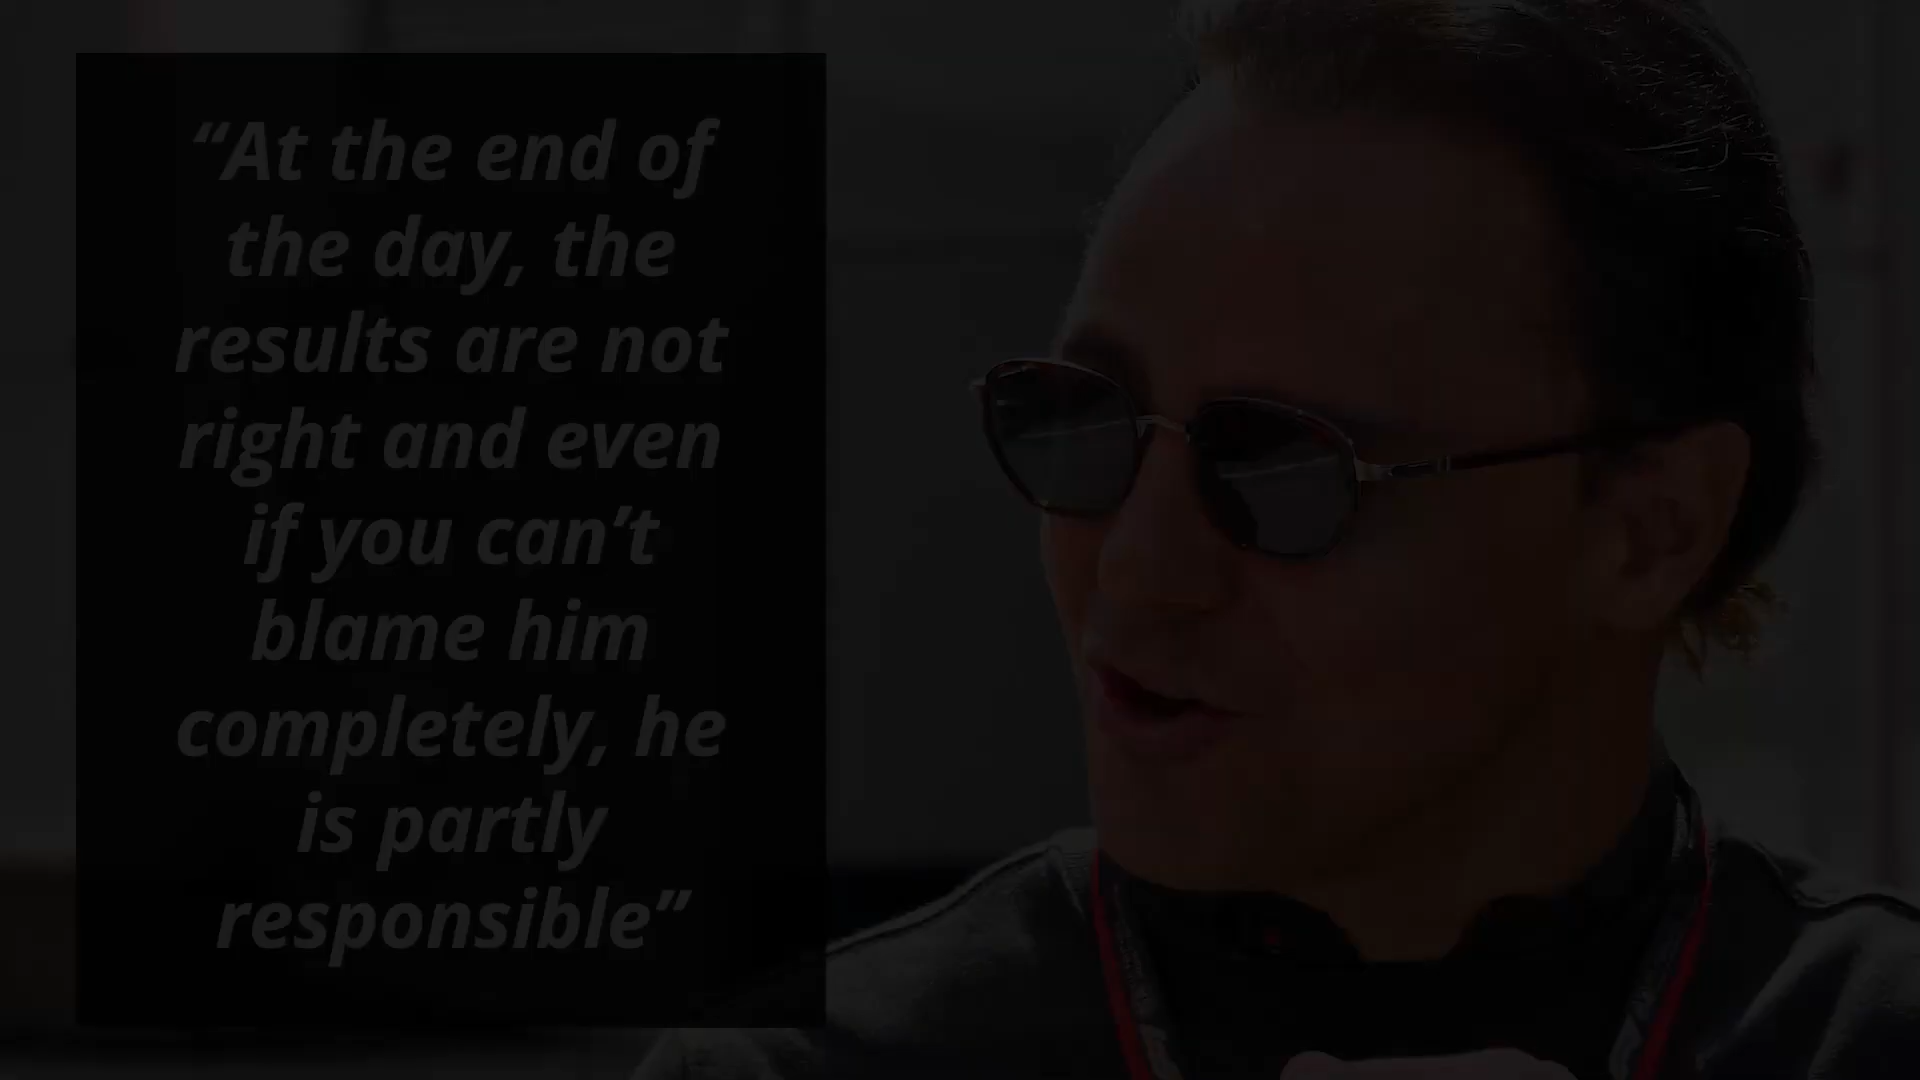 “At the end of
the day, the
results are not
right and even
if you can’t
blame him
completely, he
is partly
responsible”